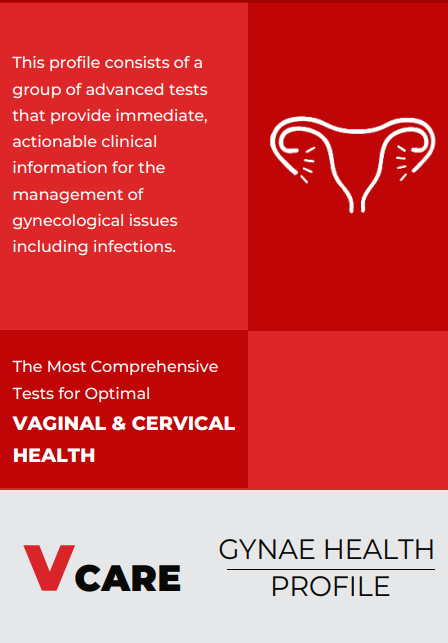 This profile consists of a
group of advanced tests
that provide immediate,
actionable clinical
information for the
management of
gynecological issues
including infections.
The Most Comprehensive
Tests for Optimal
VAGINAL & CERVICAL
HEALTH
VCARE
GYNAE HEALTH
PROFILE